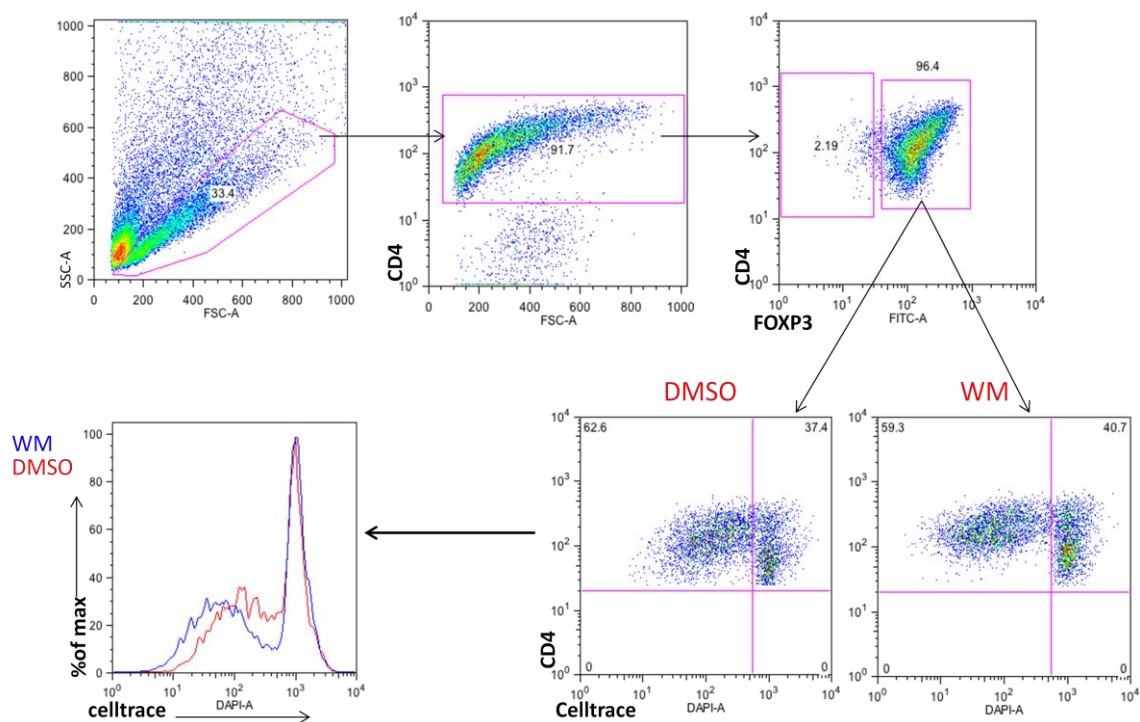 1000
800
600
400
200
0
SSC-A
33.4
0 200 400 600 800 1000
FSC-A
10⁴
10³
10²
10¹
10⁰
CD4
91.7
0 200 400 600 800 1000
FSC-A
10⁴
10³
10²
10¹
10⁰
CD4
96.4
2.19
10⁰ 10¹ 10² 10³ 10⁴
FOXP3 FITC-A
WM
DMSO
100
80
60
40
20
0
%of max
10⁰ 10¹ 10² 10³ 10⁴
celltrace DAPI-A
DMSO
10⁴
10³
10²
10¹
10⁰
CD4
62.6 37.4
0 0
10⁰ 10¹ 10² 10³ 10⁴
Celltrace DAPI-A
WM
10⁴
10³
10²
10¹
10⁰
59.3 40.7
0 0
10⁰ 10¹ 10² 10³ 10⁴
DAPI-A